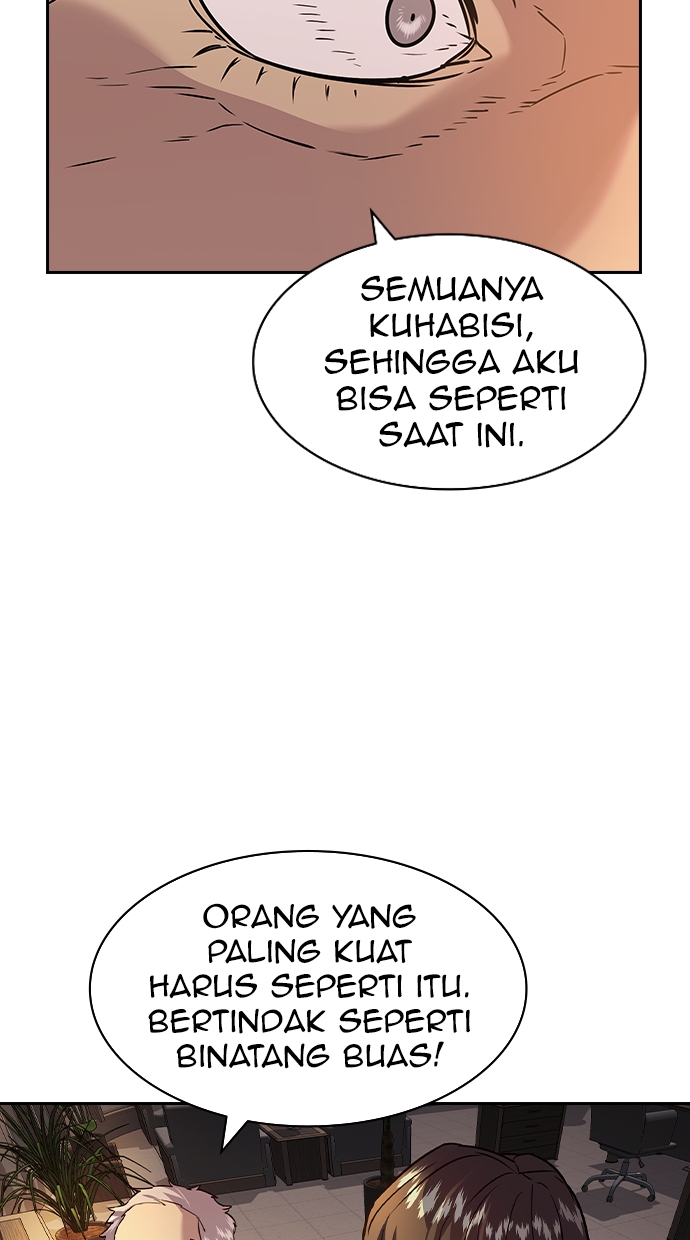 SEMUANYA
KUHABISI,
SEHINGGA AKU
BISA SEPERTI
SAAT INI.
ORANG YANG
PALING KUAT
HARUS SEPERTI ITU.
BERTINDAK SEPERTI
BINATANG BUAS!